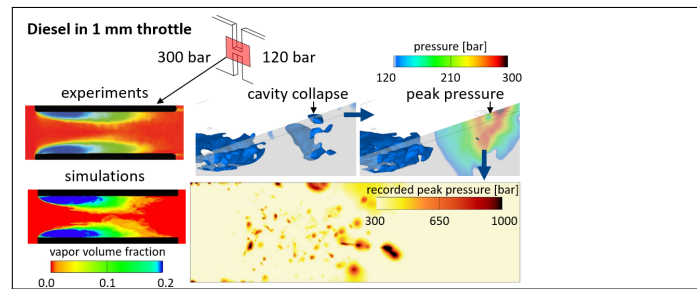 Diesel in 1 mm throttle
300 bar
120 bar
pressure [bar]
120
210
300
experiments
cavity collapse
peak pressure
simulations
recorded peak pressure [bar]
300
650
1000
vapor volume fraction
0.0
0.1
0.2